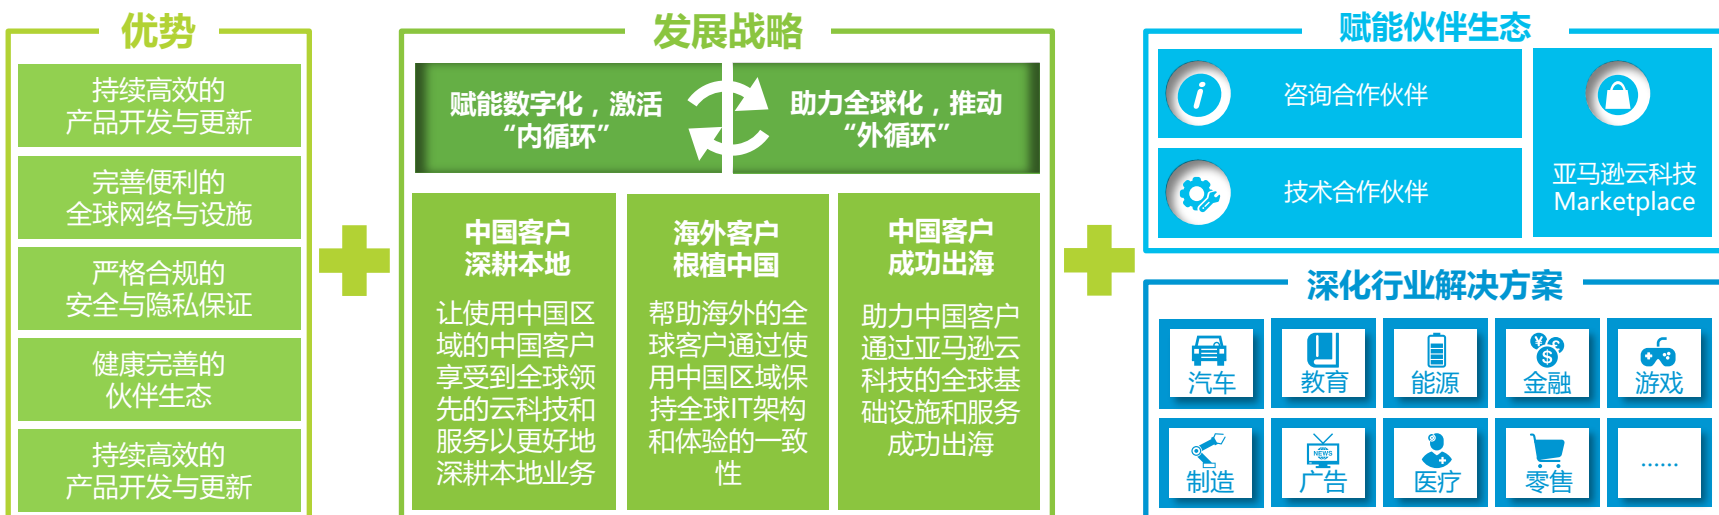 优势
持续高效的
产品开发与更新
完善便利的
全球网络与设施
严格合规的
安全与隐私保证
健康完善的
伙伴生态
持续高效的
产品开发与更新
发展战略
赋能数字化，激活
“内循环”
助力全球化，推动
“外循环”
中国客户
深耕本地
让使用中国区
域的中国客户
享受到全球领
先的云科技和
服务以更好地
深耕本地业务
海外客户
根植中国
帮助海外的全
球客户通过使
用中国区域保
持全球IT架构
和体验的一致
性
中国客户
成功出海
助力中国客户
通过亚马逊云
科技的全球基
础设施和服务
成功出海
赋能伙伴生态
i
咨询合作伙伴
技术合作伙伴
亚马逊云科技
Marketplace
深化行业解决方案
汽车
教育
能源
¥ € $
金融
游戏
制造
NEWS
广告
医疗
零售
……